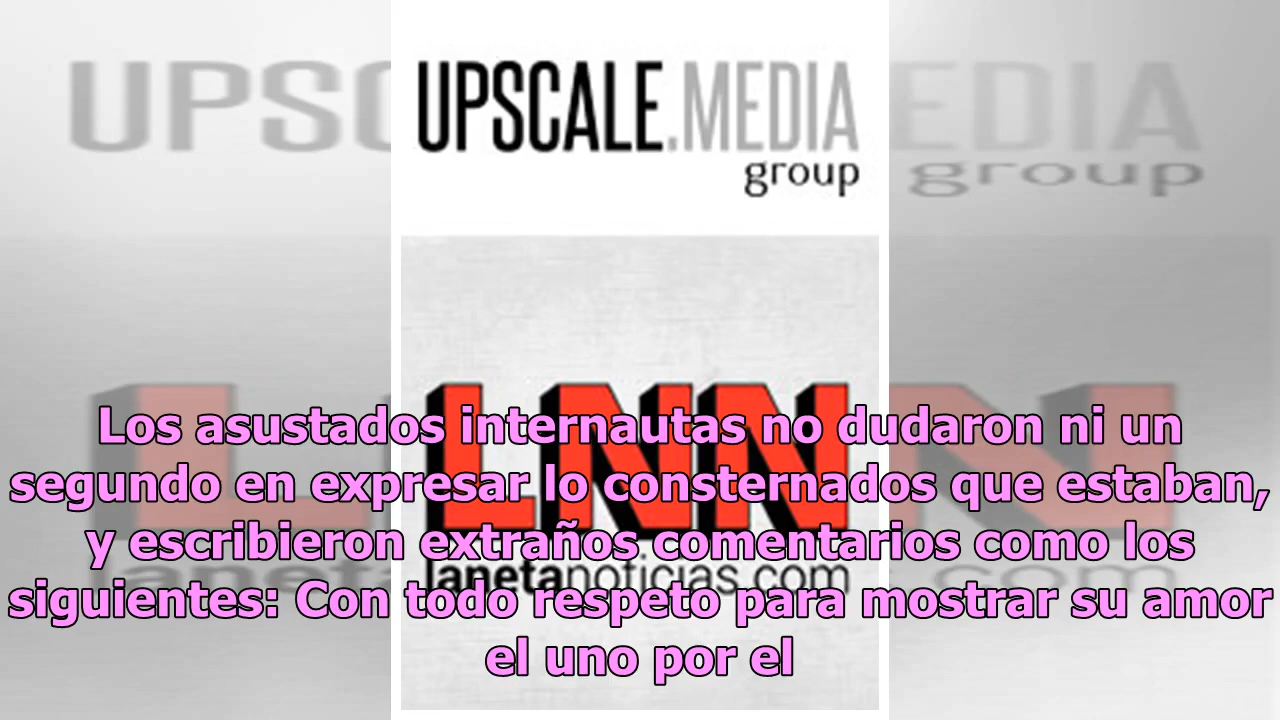 UPSCALE.MEDIA
group
LNN
lanetanoticias.com
Los asustados internautas no dudaron ni un
segundo en expresar lo consternados que estaban,
y escribieron extraños comentarios como los
siguientes: Con todo respeto para mostrar su amor
el uno por el